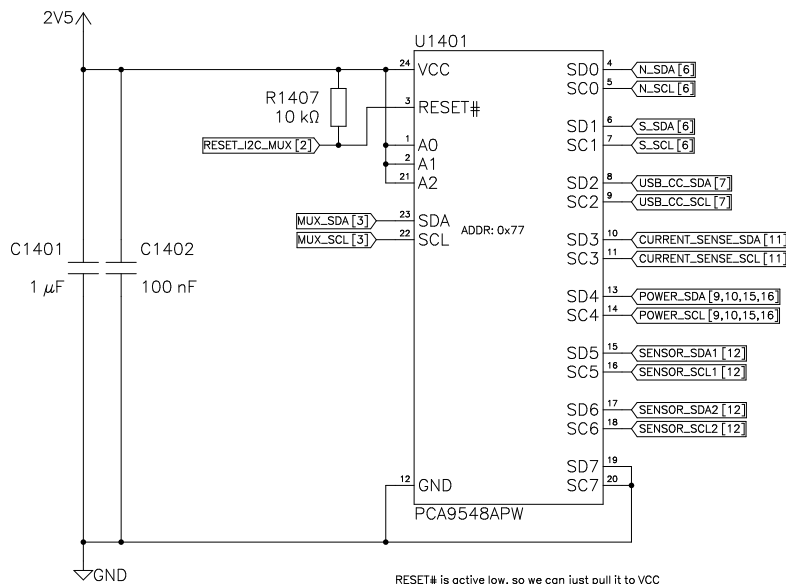 2V5
U1401
24 VCC SD0 4 N_SDA [6]
SC0 5 N_SCL [6]
R1407
10 kΩ
3 RESET#
RESET_I2C_MUX [2]
SD1 6 S_SDA [6]
1 A0 SC1 7 S_SCL [6]
2 A1
21 A2 SD2 8 USB_CC_SDA [7]
SC2 9 USB_CC_SCL [7]
MUX_SDA [3] 23 SDA
MUX_SCL [3] 22 SCL
ADDR: 0x77
SD3 10 CURRENT_SENSE_SDA [11]
SC3 11 CURRENT_SENSE_SCL [11]
C1401 C1402
1 µF 100 nF
SD4 13 POWER_SDA [9,10,15,16]
SC4 14 POWER_SCL [9,10,15,16]
SD5 15 SENSOR_SDA1 [12]
SC5 16 SENSOR_SCL1 [12]
SD6 17 SENSOR_SDA2 [12]
SC6 18 SENSOR_SCL2 [12]
SD7 19
12 GND SC7 20
PCA9548APW
GND
RESET# is active low, so we can just pull it to VCC